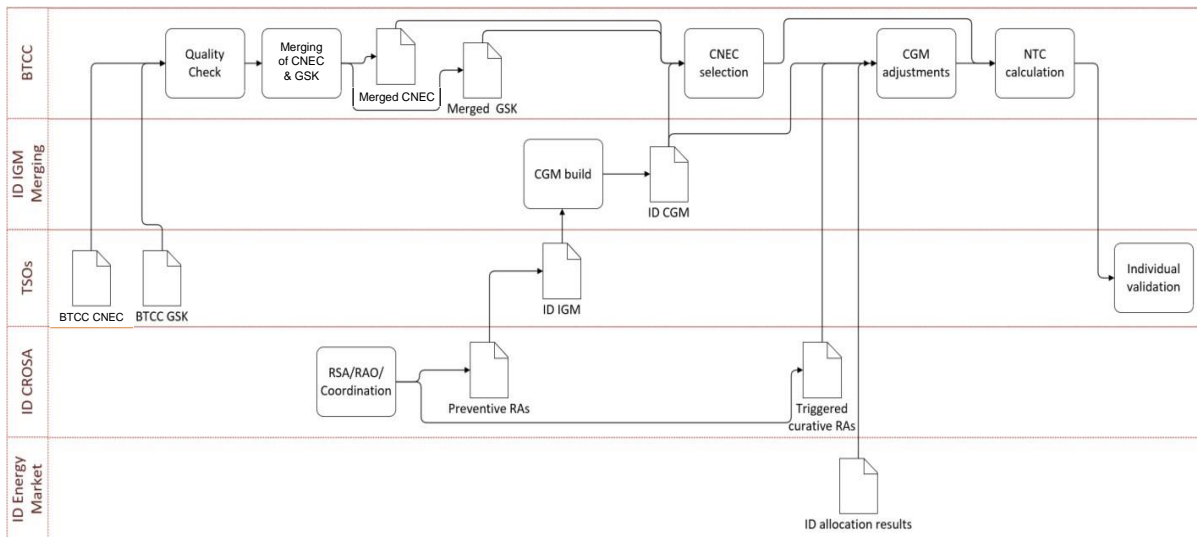 BTCC
Quality
Check
Merging
of CNEC
& GSK
Merged CNEC
Merged GSK
CNEC
selection
CGM
adjustments
NTC
calculation
ID IGM
Merging
CGM build
ID CGM
TSOs
BTCC CNEC
BTCC GSK
ID IGM
Individual
validation
ID CROSA
RSA/RAO/
Coordination
Preventive RAs
Triggered
curative RAs
ID Energy
Market
ID allocation results